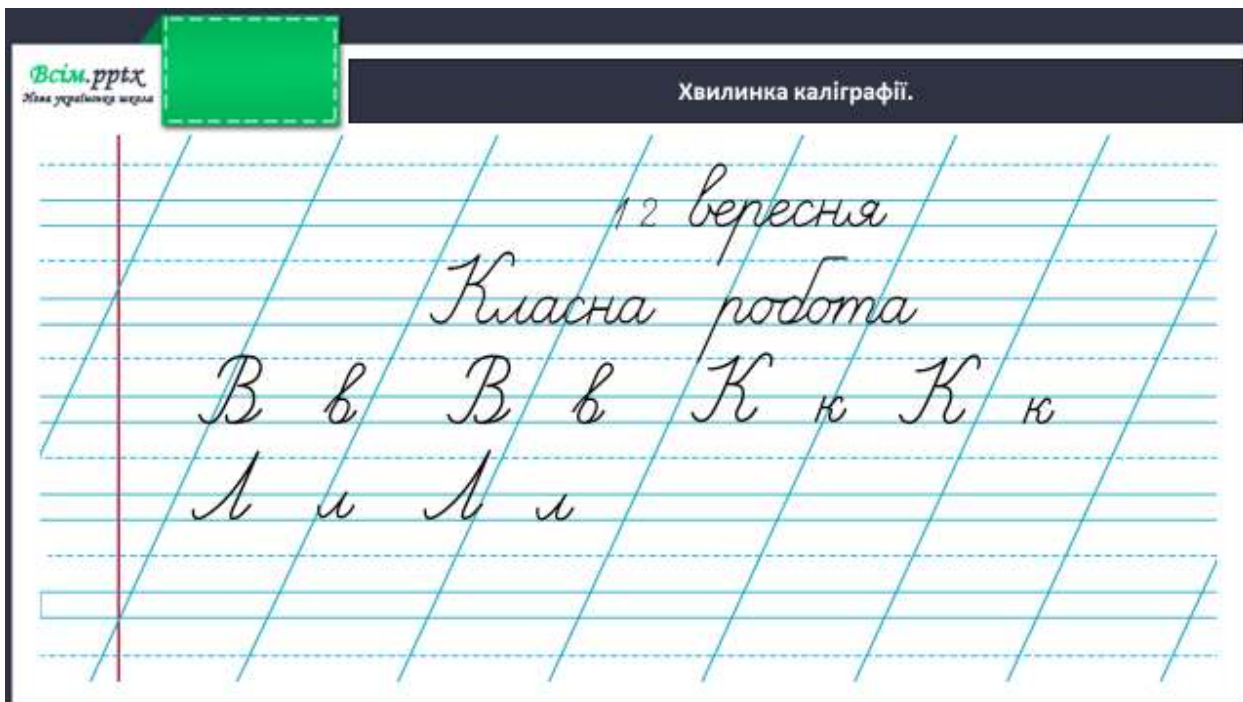 Всім.pptx
Нова українська школа
Хвилинка каліграфії.
12 вересня
Класна робота
В в В в К к К к
Л л Л л